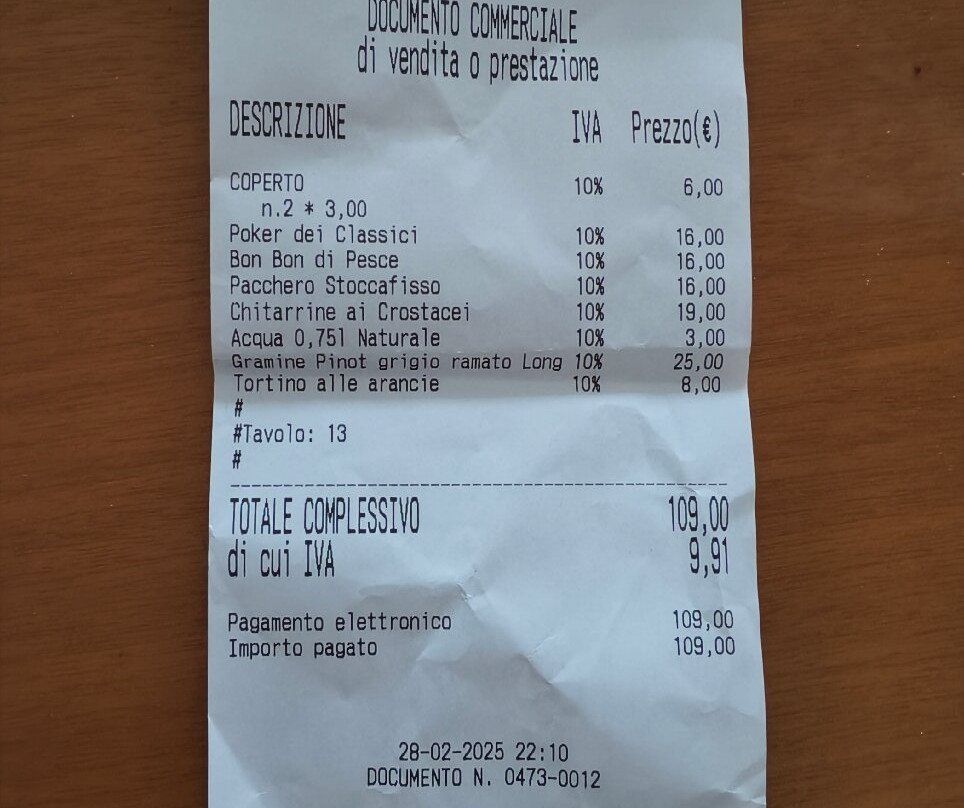 DOCUMENTO COMMERCIALE
di vendita o prestazione
DESCRIZIONE IVA Prezzo(€)
COPERTO 10% 6,00
n.2 * 3,00
Poker dei Classici 10% 16,00
Bon Bon di Pesce 10% 16,00
Pacchero Stoccafisso 10% 16,00
Chitarrine ai Crostacei 10% 19,00
Acqua 0,75l Naturale 10% 3,00
Gramine Pinot grigio ramato Long 10% 25,00
Tortino alle arancie 10% 8,00
#
#Tavolo: 13
#
TOTALE COMPLESSIVO 109,00
di cui IVA 9,91
Pagamento elettronico 109,00
Importo pagato 109,00
28-02-2025 22:10
DOCUMENTO N. 0473-0012